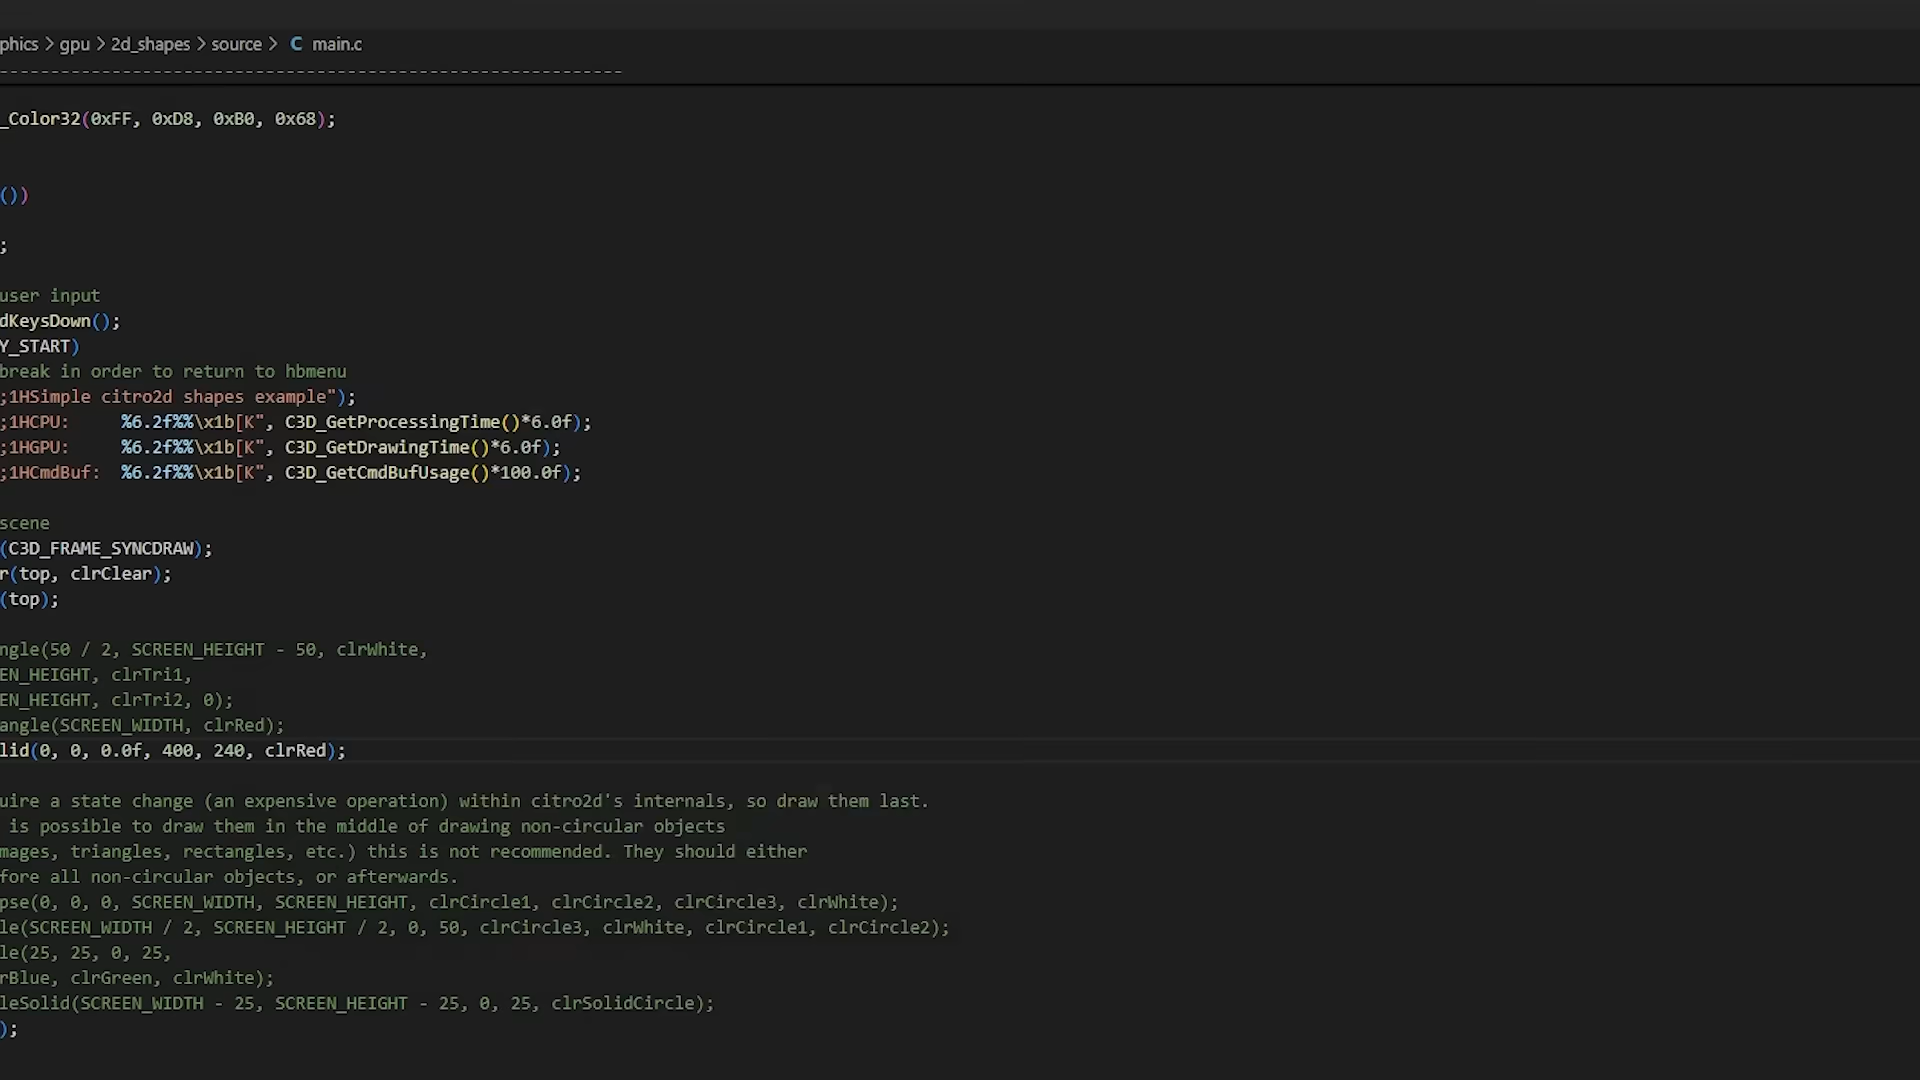 phics > gpu > 2d_shapes > source > C main.c
------------------------------------------------------------
_Color32(0xFF, 0xD8, 0xB0, 0x68);
())
;
user input
dKeysDown();
Y_START)
break in order to return to hbmenu
;1HSimple citro2d shapes example");
;1HCPU:     %6.2f%%\x1b[K", C3D_GetProcessingTime()*6.0f);
;1HGPU:     %6.2f%%\x1b[K", C3D_GetDrawingTime()*6.0f);
;1HCmdBuf:  %6.2f%%\x1b[K", C3D_GetCmdBufUsage()*100.0f);
scene
(C3D_FRAME_SYNCDRAW);
r(top, clrClear);
(top);
ngle(50 / 2, SCREEN_HEIGHT - 50, clrWhite,
EN_HEIGHT, clrTri1,
EN_HEIGHT, clrTri2, 0);
angle(SCREEN_WIDTH, clrRed);
lid(0, 0, 0.0f, 400, 240, clrRed);
uire a state change (an expensive operation) within citro2d's internals, so draw them last.
is possible to draw them in the middle of drawing non-circular objects
mages, triangles, rectangles, etc.) this is not recommended. They should either
fore all non-circular objects, or afterwards.
pse(0, 0, 0, SCREEN_WIDTH, SCREEN_HEIGHT, clrCircle1, clrCircle2, clrCircle3, clrWhite);
le(SCREEN_WIDTH / 2, SCREEN_HEIGHT / 2, 0, 50, clrCircle3, clrWhite, clrCircle1, clrCircle2);
le(25, 25, 0, 25,
rBlue, clrGreen, clrWhite);
leSolid(SCREEN_WIDTH - 25, SCREEN_HEIGHT - 25, 0, 25, clrSolidCircle);
);